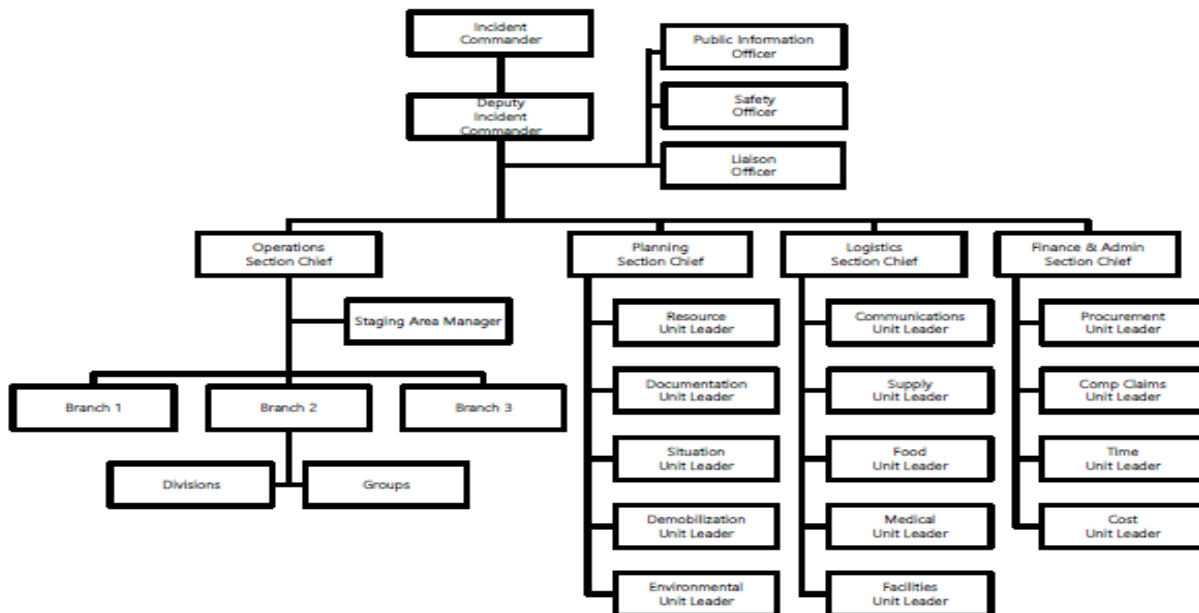 Incident
Commander
Public Information
Officer
Deputy
Incident
Commander
Safety
Officer
Liaison
Officer
Operations
Section Chief
Planning
Section Chief
Logistics
Section Chief
Finance & Admin
Section Chief
Staging Area Manager
Resource
Unit Leader
Communications
Unit Leader
Procurement
Unit Leader
Branch 1
Branch 2
Branch 3
Documentation
Unit Leader
Supply
Unit Leader
Comp Claims
Unit Leader
Divisions
Groups
Situation
Unit Leader
Food
Unit Leader
Time
Unit Leader
Demobilization
Unit Leader
Medical
Unit Leader
Cost
Unit Leader
Environmental
Unit Leader
Facilities
Unit Leader